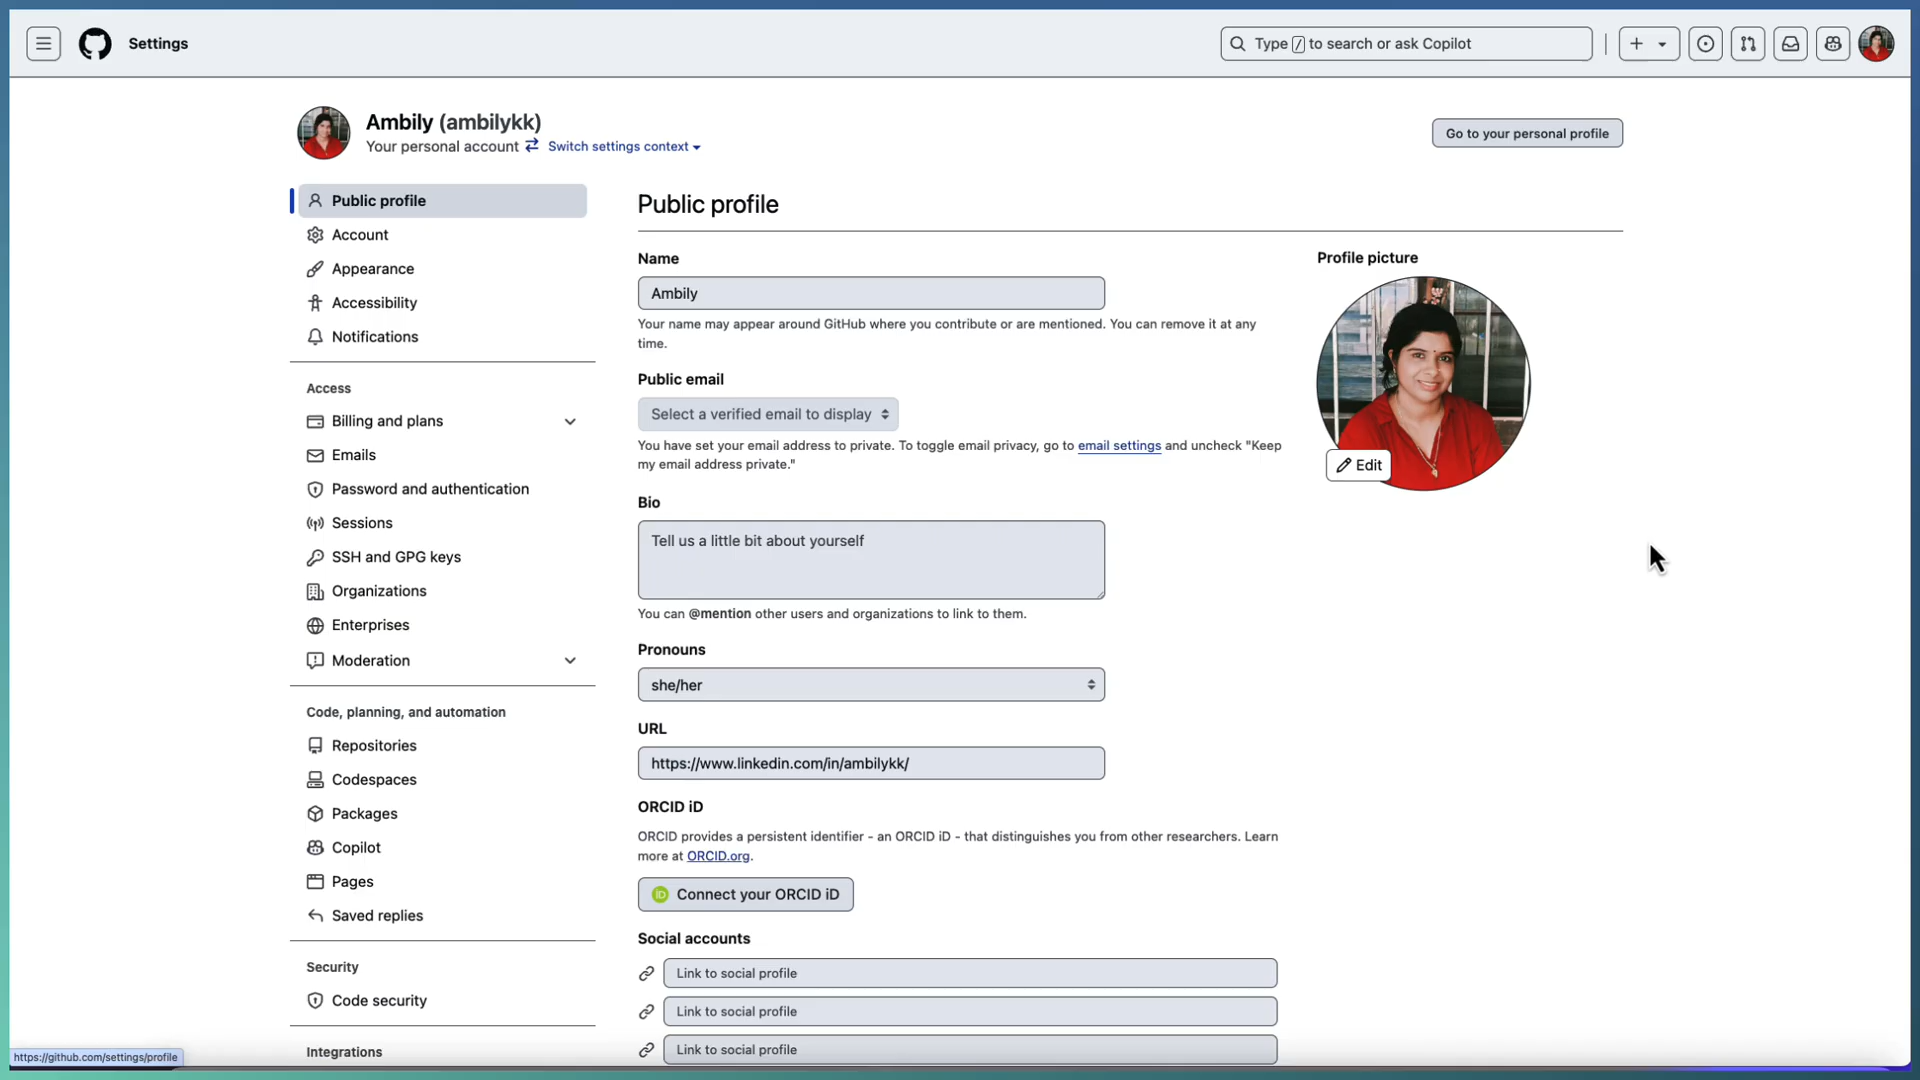 Settings
Type / to search or ask Copilot
Ambily (ambilykk)
Your personal account
Switch settings context
Go to your personal profile
Public profile
Account
Appearance
Accessibility
Notifications
Access
Billing and plans
Emails
Password and authentication
Sessions
SSH and GPG keys
Organizations
Enterprises
Moderation
Code, planning, and automation
Repositories
Codespaces
Packages
Copilot
Pages
Saved replies
Security
Code security
Integrations
Public profile
Name
Ambily
Your name may appear around GitHub where you contribute or are mentioned. You can remove it at any
time.
Public email
Select a verified email to display
You have set your email address to private. To toggle email privacy, go to email settings and uncheck "Keep
my email address private."
Bio
Tell us a little bit about yourself
You can @mention other users and organizations to link to them.
Pronouns
she/her
URL
https://www.linkedin.com/in/ambilykk/
ORCID iD
ORCID provides a persistent identifier - an ORCID iD - that distinguishes you from other researchers. Learn
more at ORCID.org.
iD Connect your ORCID iD
Social accounts
Link to social profile
Link to social profile
Link to social profile
Profile picture
Edit
https://github.com/settings/profile